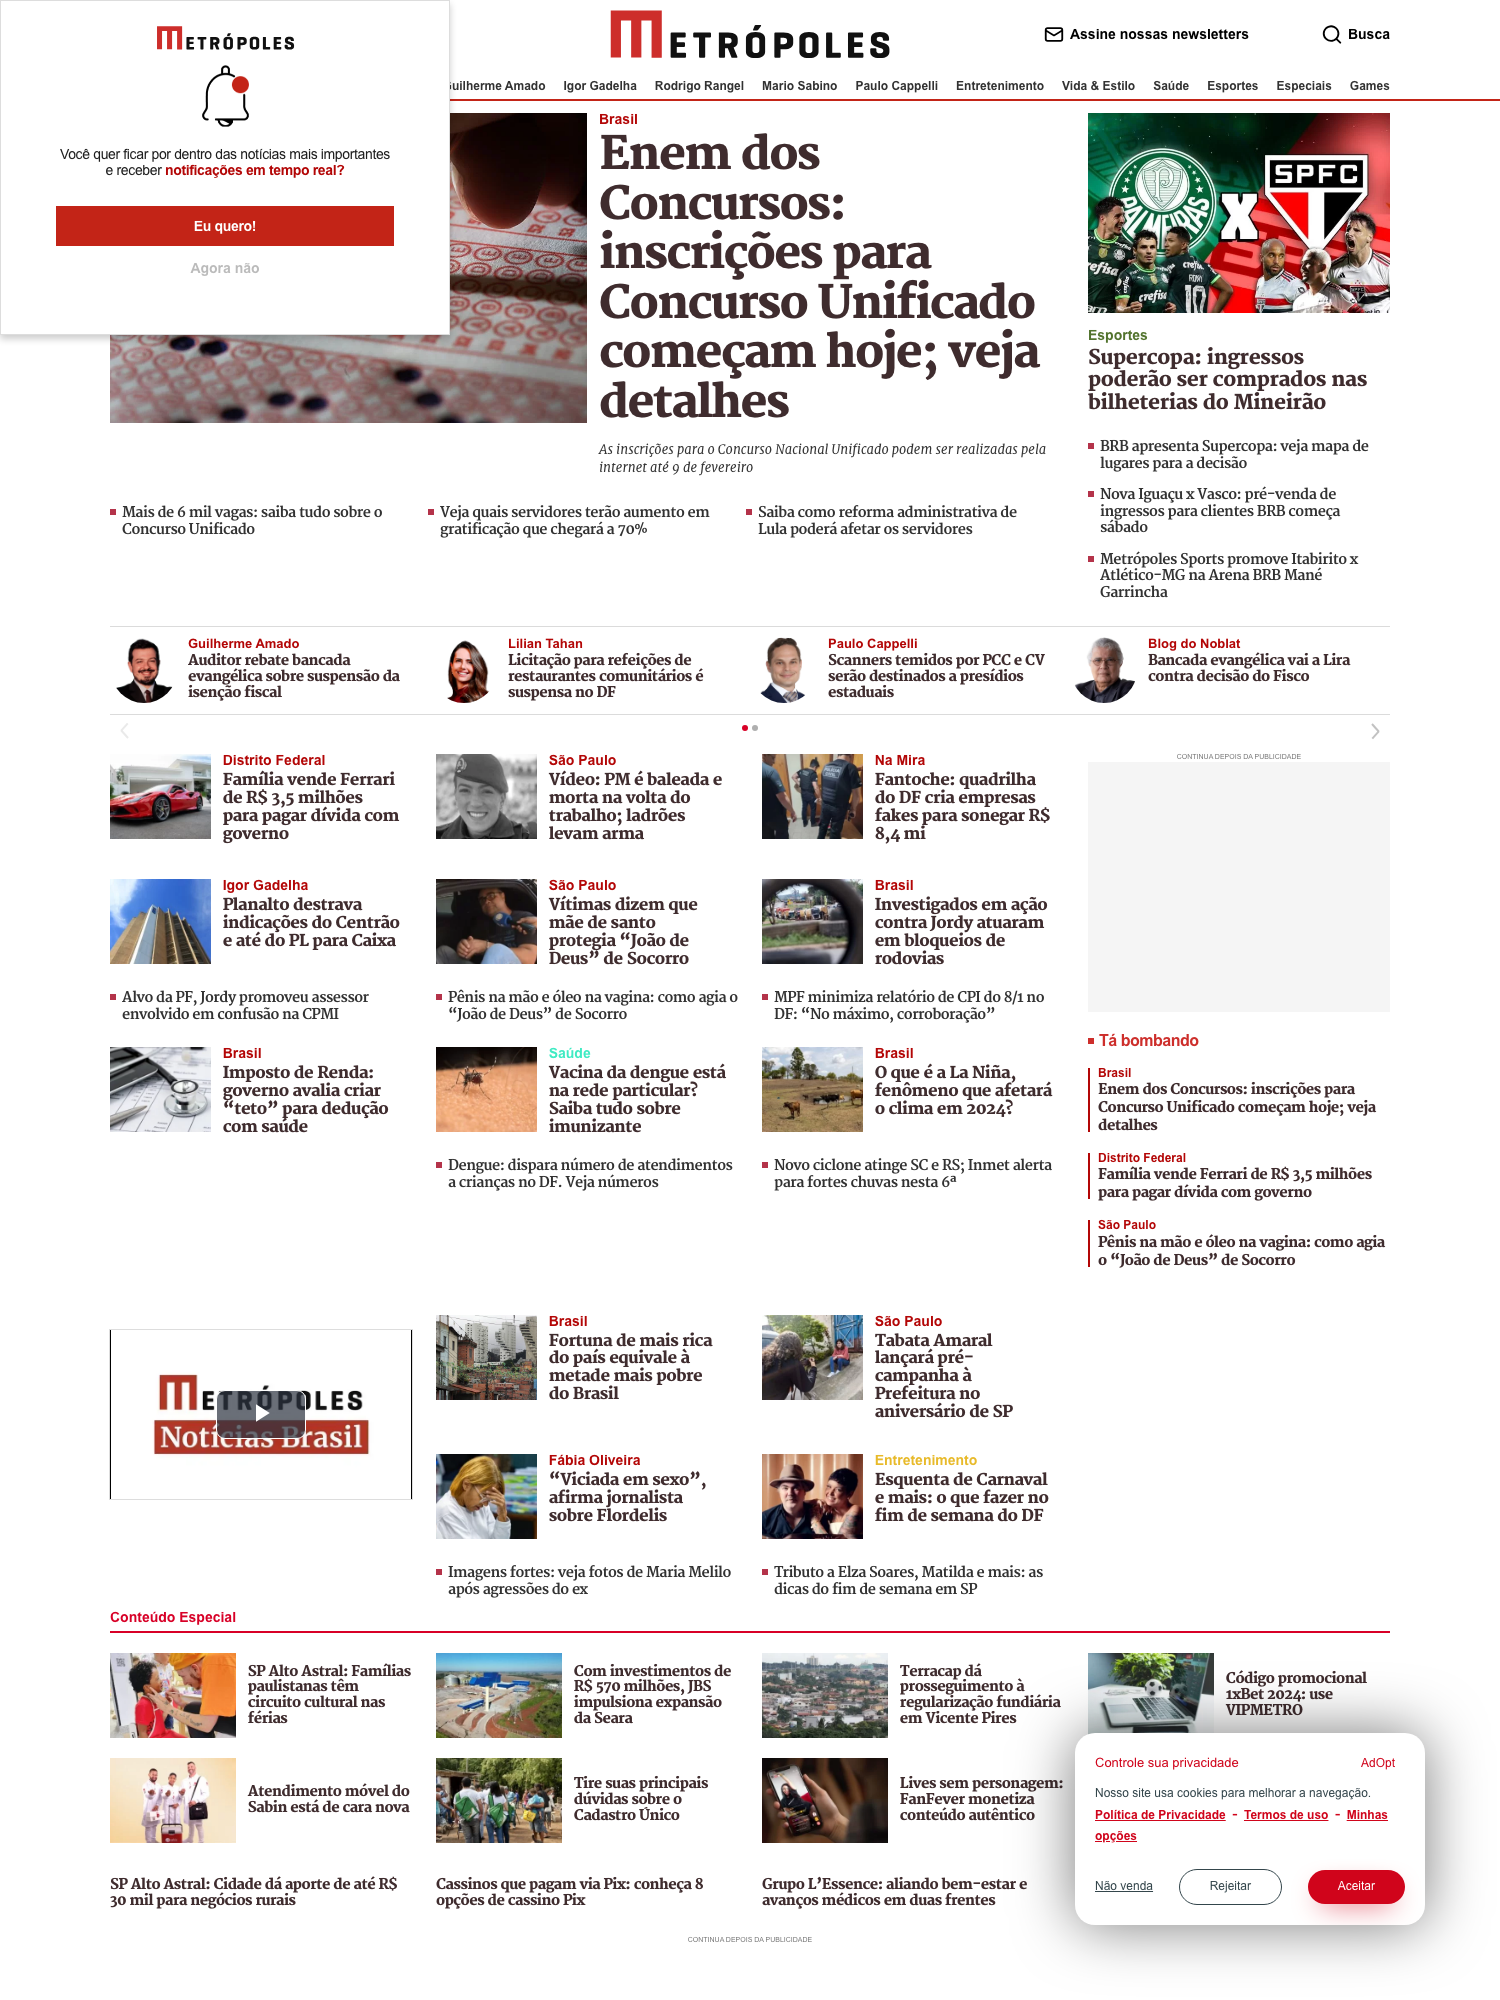 METRÓPOLES
Você quer ficar por dentro das notícias mais importantes
e receber notificações em tempo real?
Eu quero!
Agora não
METRÓPOLES
Assine nossas newsletters
Busca
Guilherme Amado Igor Gadelha Rodrigo Rangel Mario Sabino Paulo Cappelli Entretenimento Vida & Estilo Saúde Esportes Especiais Games
Brasil
Enem dos
Concursos:
inscrições para
Concurso Unificado
começam hoje; veja
detalhes
As inscrições para o Concurso Nacional Unificado podem ser realizadas pela
internet até 9 de fevereiro
Mais de 6 mil vagas: saiba tudo sobre o
Concurso Unificado
Veja quais servidores terão aumento em
gratificação que chegará a 70%
Saiba como reforma administrativa de
Lula poderá afetar os servidores
PALMEIRAS
X
SPFC
Esportes
Supercopa: ingressos
poderão ser comprados nas
bilheterias do Mineirão
BRB apresenta Supercopa: veja mapa de
lugares para a decisão
Nova Iguaçu x Vasco: pré-venda de
ingressos para clientes BRB começa
sábado
Metrópoles Sports promove Itabirito x
Atlético-MG na Arena BRB Mané
Garrincha
Guilherme Amado
Auditor rebate bancada
evangélica sobre suspensão da
isenção fiscal
Lilian Tahan
Licitação para refeições de
restaurantes comunitários é
suspensa no DF
Paulo Cappelli
Scanners temidos por PCC e CV
serão destinados a presídios
estaduais
Blog do Noblat
Bancada evangélica vai a Lira
contra decisão do Fisco
Distrito Federal
Família vende Ferrari
de R$ 3,5 milhões
para pagar dívida com
governo
São Paulo
Vídeo: PM é baleada e
morta na volta do
trabalho; ladrões
levam arma
Na Mira
Fantoche: quadrilha
do DF cria empresas
fakes para sonegar R$
8,4 mi
CONTINUA DEPOIS DA PUBLICIDADE
Igor Gadelha
Planalto destrava
indicações do Centrão
e até do PL para Caixa
São Paulo
Vítimas dizem que
mãe de santo
protegia “João de
Deus” de Socorro
Brasil
Investigados em ação
contra Jordy atuaram
em bloqueios de
rodovias
Alvo da PF, Jordy promoveu assessor
envolvido em confusão na CPMI
Pênis na mão e óleo na vagina: como agia o
“João de Deus” de Socorro
MPF minimiza relatório de CPI do 8/1 no
DF: “No máximo, corroboração”
Brasil
Imposto de Renda:
governo avalia criar
“teto” para dedução
com saúde
Saúde
Vacina da dengue está
na rede particular?
Saiba tudo sobre
imunizante
Brasil
O que é a La Niña,
fenômeno que afetará
o clima em 2024?
Dengue: dispara número de atendimentos
a crianças no DF. Veja números
Novo ciclone atinge SC e RS; Inmet alerta
para fortes chuvas nesta 6ª
Tá bombando
Brasil
Enem dos Concursos: inscrições para
Concurso Unificado começam hoje; veja
detalhes
Distrito Federal
Família vende Ferrari de R$ 3,5 milhões
para pagar dívida com governo
São Paulo
Pênis na mão e óleo na vagina: como agia
o “João de Deus” de Socorro
METRÓPOLES
Notícias Brasil
Brasil
Fortuna de mais rica
do país equivale à
metade mais pobre
do Brasil
São Paulo
Tabata Amaral
lançará pré-
campanha à
Prefeitura no
aniversário de SP
Fábia Oliveira
“Viciada em sexo”,
afirma jornalista
sobre Flordelis
Entretenimento
Esquenta de Carnaval
e mais: o que fazer no
fim de semana do DF
Imagens fortes: veja fotos de Maria Melilo
após agressões do ex
Tributo a Elza Soares, Matilda e mais: as
dicas do fim de semana em SP
Conteúdo Especial
SP Alto Astral: Famílias
paulistanas têm
circuito cultural nas
férias
Com investimentos de
R$ 570 milhões, JBS
impulsiona expansão
da Seara
Terracap dá
prosseguimento à
regularização fundiária
em Vicente Pires
Código promocional
1xBet 2024: use
VIPMETRO
Atendimento móvel do
Sabin está de cara nova
Tire suas principais
dúvidas sobre o
Cadastro Único
Lives sem personagem:
FanFever monetiza
conteúdo autêntico
SP Alto Astral: Cidade dá aporte de até R$
30 mil para negócios rurais
Cassinos que pagam via Pix: conheça 8
opções de cassino Pix
Grupo L’Essence: aliando bem-estar e
avanços médicos em duas frentes
Controle sua privacidade
AdOpt
Nosso site usa cookies para melhorar a navegação.
Política de Privacidade - Termos de uso - Minhas
opções
Não venda
Rejeitar
Aceitar
CONTINUA DEPOIS DA PUBLICIDADE